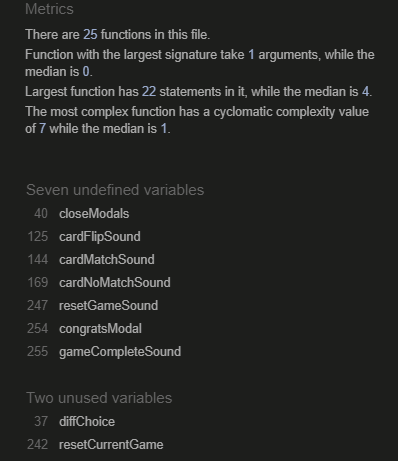 Metrics
There are 25 functions in this file.
Function with the largest signature take 1 arguments, while the
median is 0.
Largest function has 22 statements in it, while the median is 4.
The most complex function has a cyclomatic complexity value
of 7 while the median is 1.
Seven undefined variables
40 closeModals
125 cardFlipSound
144 cardMatchSound
169 cardNoMatchSound
247 resetGameSound
254 congratsModal
255 gameCompleteSound
Two unused variables
37 diffChoice
242 resetCurrentGame